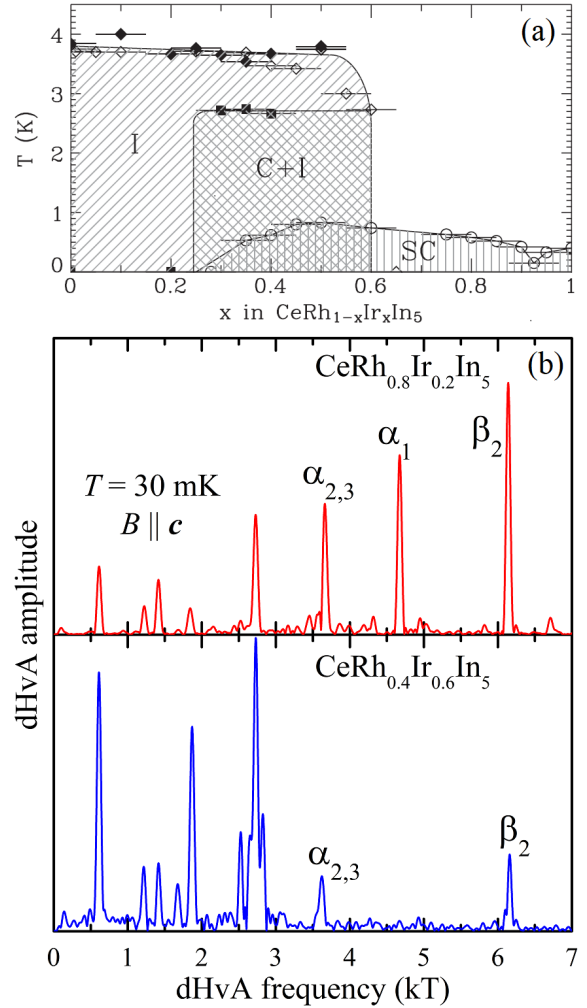 (a)
4
3
2
1
0
T (K)
I
C+I
SC
0 0.2 0.4 0.6 0.8 1
x in CeRh₁₋ₓIrₓIn₅
(b)
CeRh₀.₈Ir₀.₂In₅
β₂
α₁
α₂,₃
T = 30 mK
B || c
CeRh₀.₄Ir₀.₆In₅
α₂,₃
β₂
dHvA amplitude
0 1 2 3 4 5 6 7
dHvA frequency (kT)